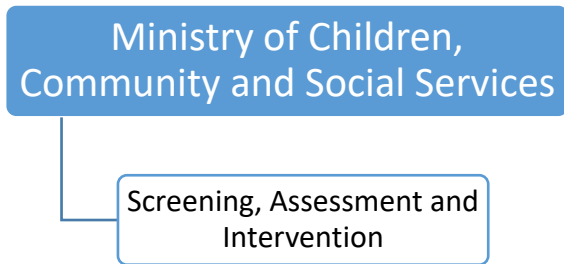 Ministry of Children,
Community and Social Services
Screening, Assessment and
Intervention